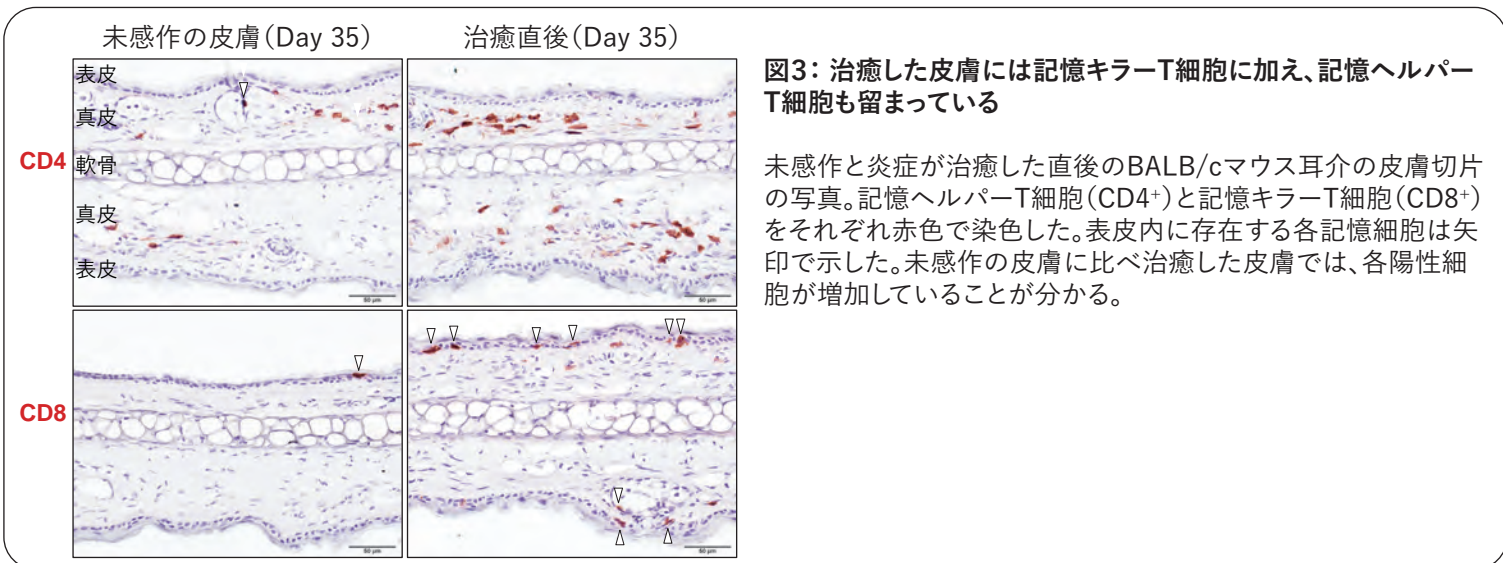 未感作の皮膚（Day 35）
治癒直後（Day 35）
表皮
真皮
CD4
軟骨
真皮
表皮
50 μm
50 μm
CD8
50 μm
50 μm
図3： 治癒した皮膚には記憶キラーT細胞に加え、記憶ヘルパー
T細胞も留まっている
未感作と炎症が治癒した直後のBALB/cマウス耳介の皮膚切片
の写真。記憶ヘルパーT細胞（CD4⁺）と記憶キラーT細胞（CD8⁺）
をそれぞれ赤色で染色した。表皮内に存在する各記憶細胞は矢
印で示した。未感作の皮膚に比べ治癒した皮膚では、各陽性細
胞が増加していることが分かる。